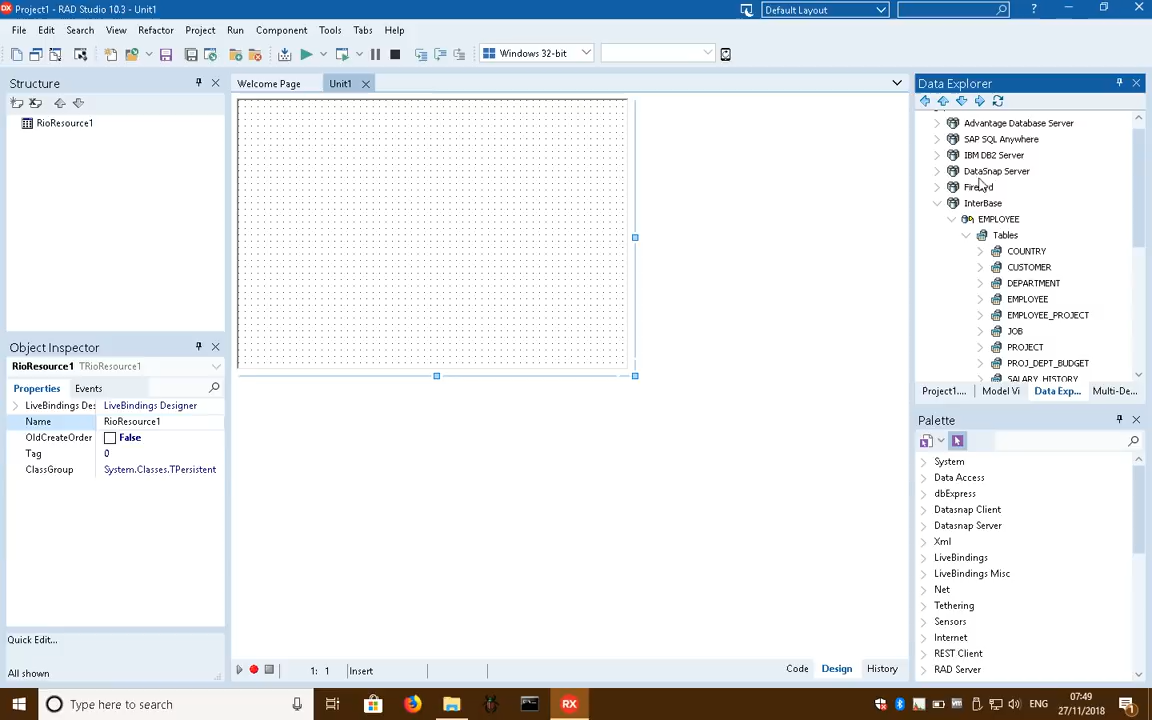 Project1 - RAD Studio 10.3 - Unit1
Default Layout
?
File Edit Search View Refactor Project Run Component Tools Tabs Help
Windows 32-bit
Structure
RioResource1
Object Inspector
RioResource1 TRioResource1
Properties Events
LiveBindings Des LiveBindings Designer
Name RioResource1
OldCreateOrder False
Tag 0
ClassGroup System.Classes.TPersistent
Quick Edit...
All shown
Welcome Page Unit1
1: 1 Insert
Code Design History
Data Explorer
Advantage Database Server
SAP SQL Anywhere
IBM DB2 Server
DataSnap Server
InterBase
EMPLOYEE
Tables
COUNTRY
CUSTOMER
DEPARTMENT
EMPLOYEE
EMPLOYEE_PROJECT
JOB
PROJECT
PROJ_DEPT_BUDGET
SALARY_HISTORY
Project1.... Model Vi Data Exp... Multi-De...
Palette
System
Data Access
dbExpress
Datasnap Client
Datasnap Server
Xml
LiveBindings
LiveBindings Misc
Net
Tethering
Sensors
Internet
REST Client
RAD Server
Type here to search
DX
ENG
07:49
27/11/2018